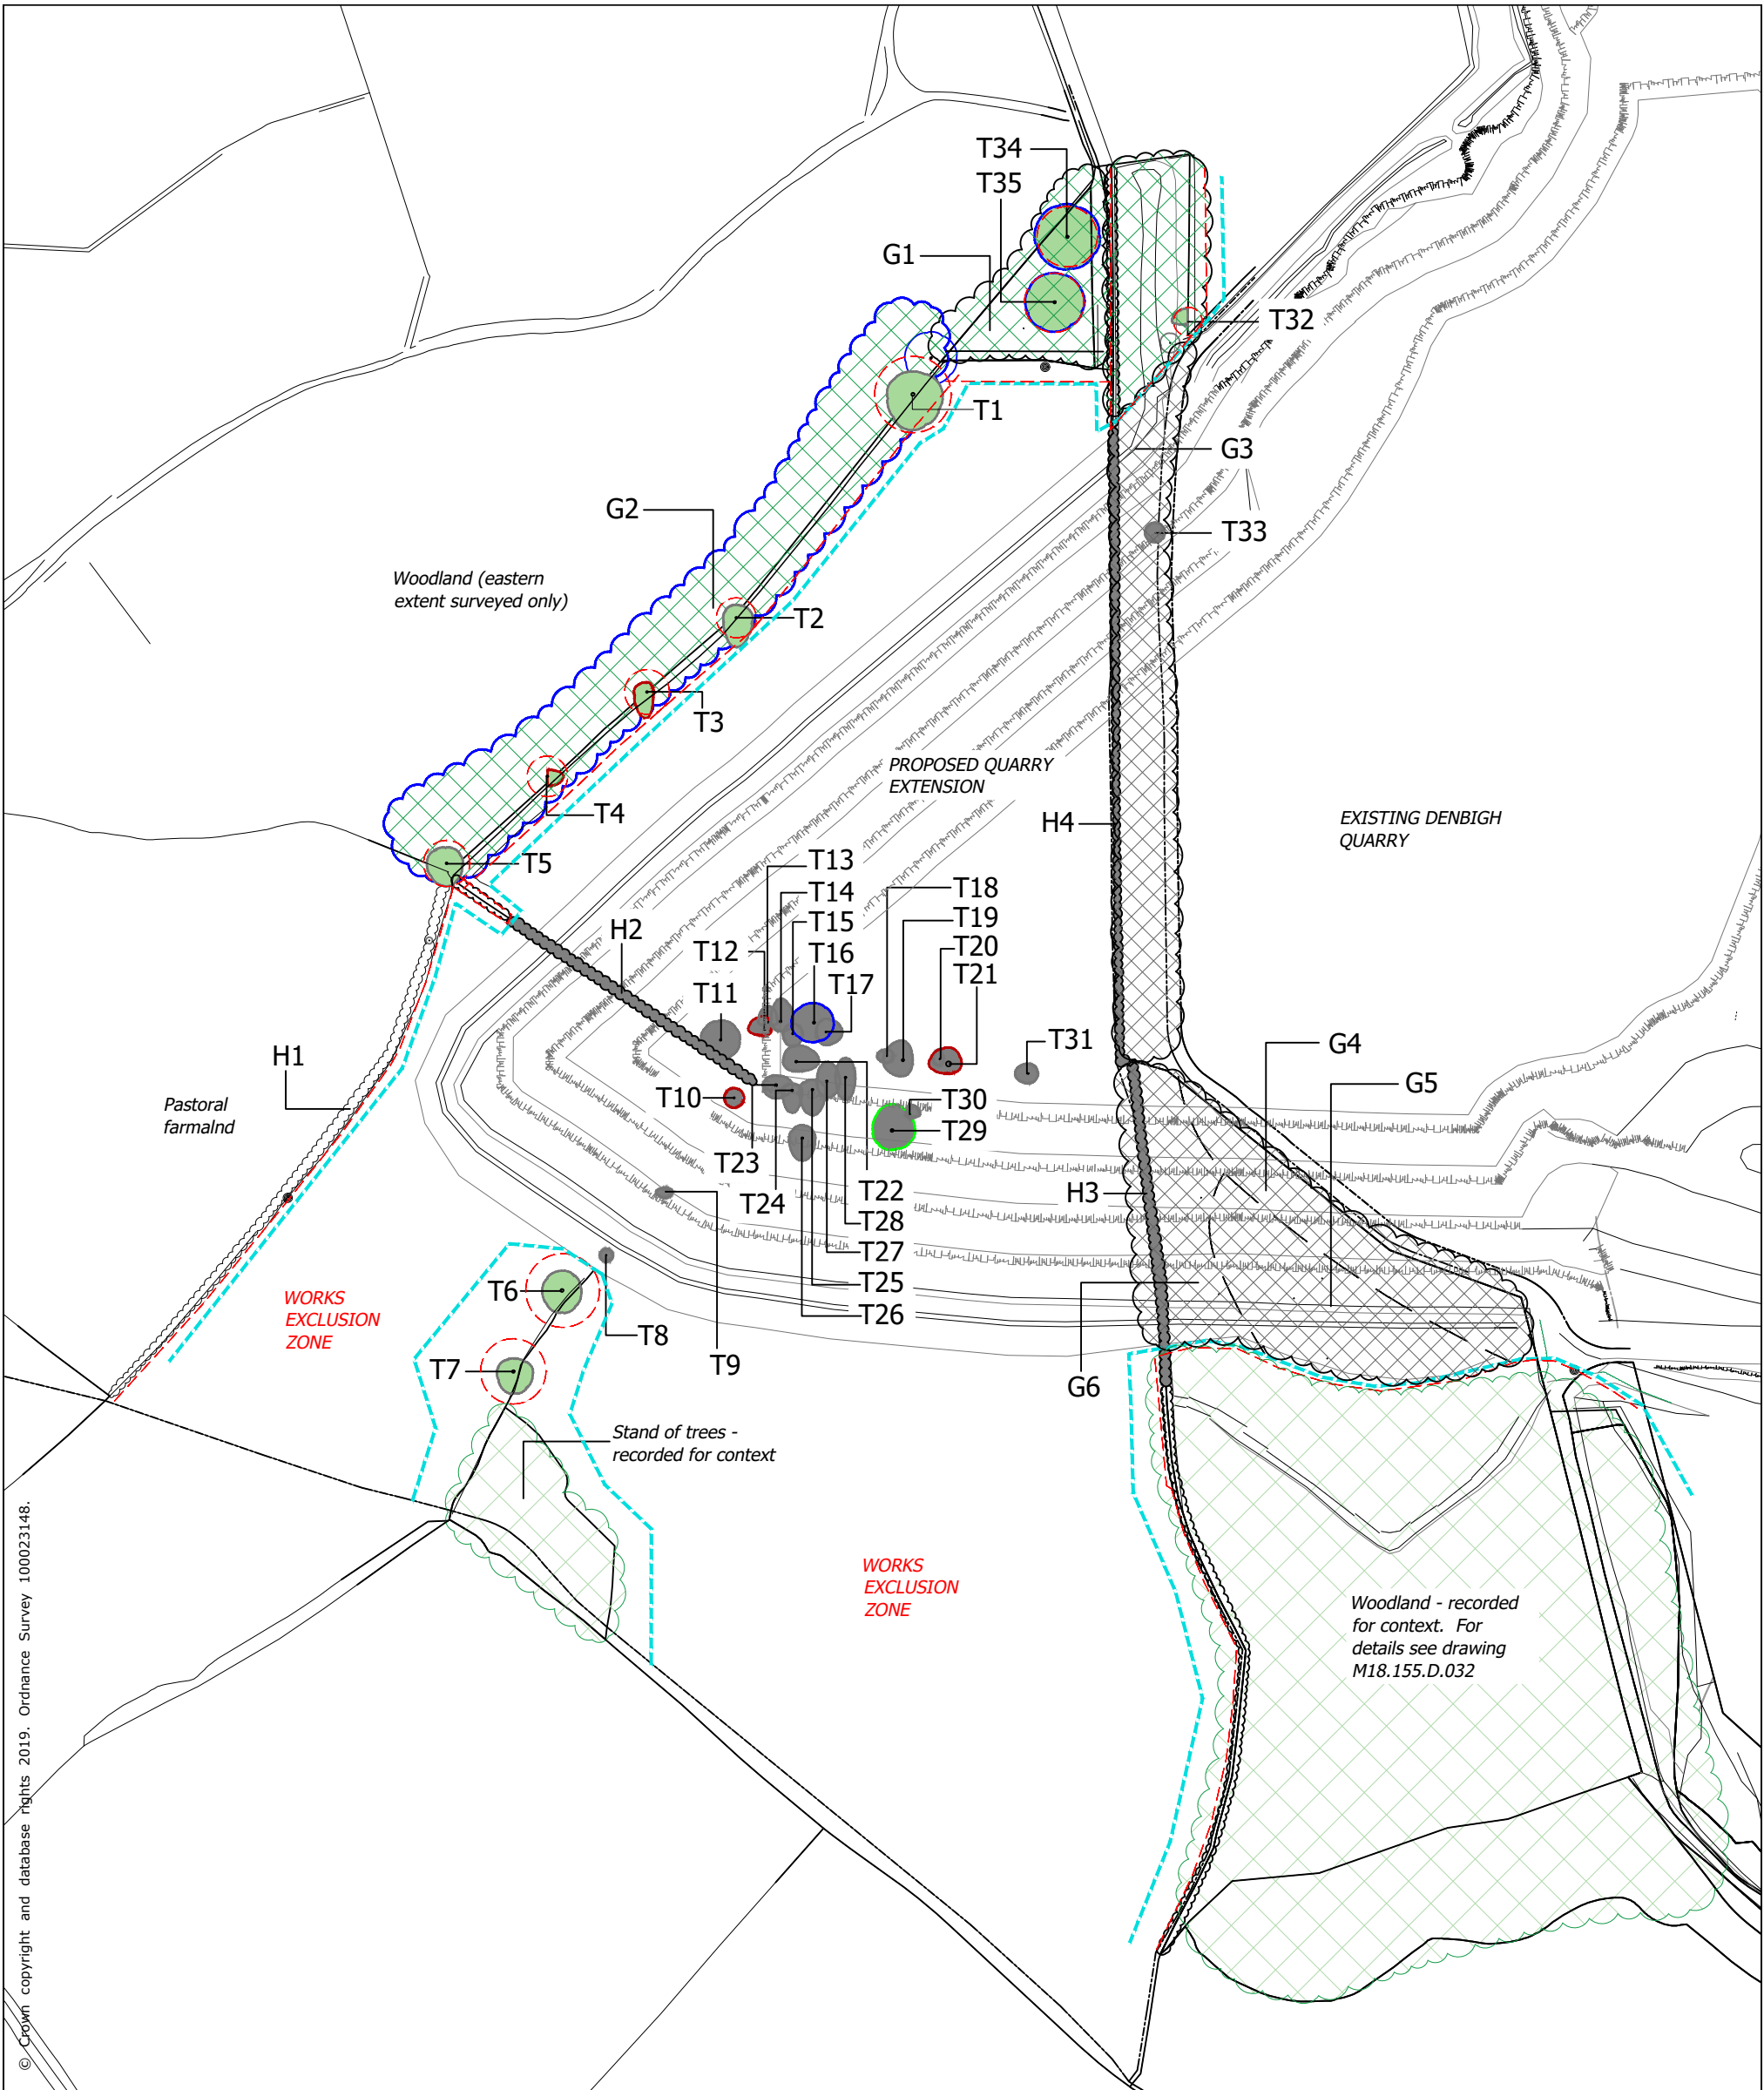 T34
T35
G1
T32
T1
G3
G2
T33
Woodland (eastern
extent surveyed only)
T2
T3
PROPOSED QUARRY
EXTENSION
T4
H4
EXISTING DENBIGH
QUARRY
T5
T13
T14
T18
T15
T19
H2
T12
T16
T20
T21
T11
T17
H1
T31
G4
G5
Pastoral
farmalnd
T10
T30
T29
T23
T24
T22
H3
T28
T27
T6
T25
G6
WORKS
EXCLUSION
ZONE
T26
T8
T9
T7
Stand of trees -
recorded for context
WORKS
EXCLUSION
ZONE
Woodland - recorded
for context. For
details see drawing
M18.155.D.032
© Crown copyright and database rights 2019. Ordnance Survey 100023148.